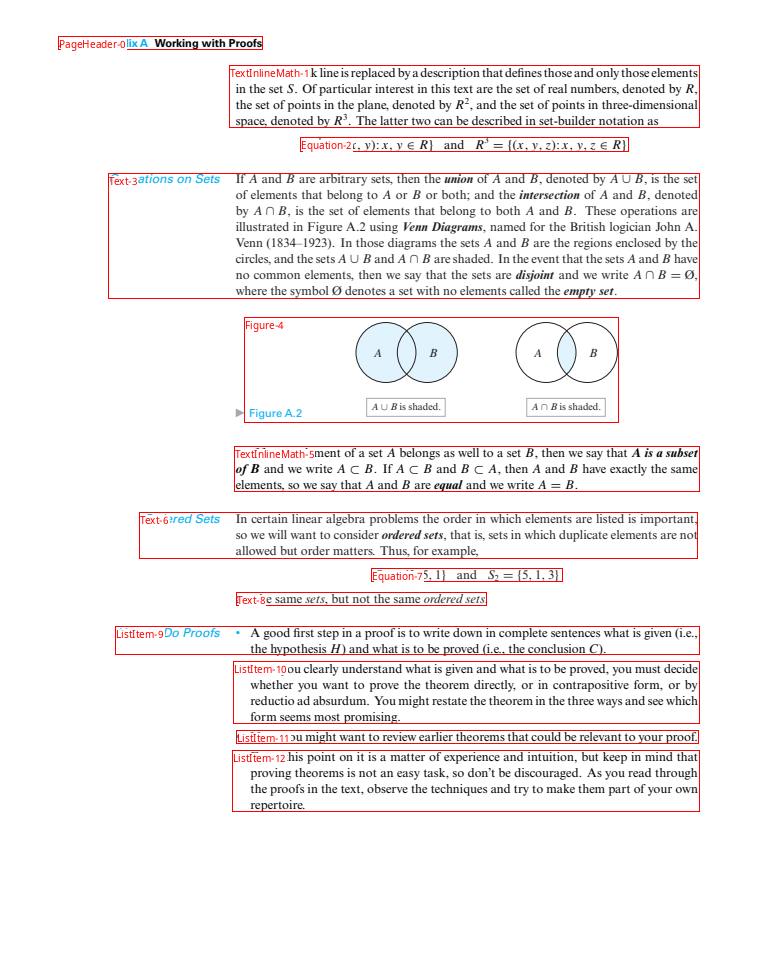 PageHeader-0 ix A Working with Proofs
TextInlineMath-1 k line is replaced by a description that defines those and only those elements
in the set S. Of particular interest in this text are the set of real numbers, denoted by R,
the set of points in the plane, denoted by R², and the set of points in three-dimensional
space, denoted by R³. The latter two can be described in set-builder notation as
Equation-2 , y): x, y ∈ R} and R³ = {(x, y, z): x, y, z ∈ R}
Text-3 ations on Sets
If A and B are arbitrary sets, then the union of A and B, denoted by A ∪ B, is the set
of elements that belong to A or B or both; and the intersection of A and B, denoted
by A ∩ B, is the set of elements that belong to both A and B. These operations are
illustrated in Figure A.2 using Venn Diagrams, named for the British logician John A.
Venn (1834–1923). In those diagrams the sets A and B are the regions enclosed by the
circles, and the sets A ∪ B and A ∩ B are shaded. In the event that the sets A and B have
no common elements, then we say that the sets are disjoint and we write A ∩ B = Ø,
where the symbol Ø denotes a set with no elements called the empty set.
Figure-4
A B A B
A ∪ B is shaded. A ∩ B is shaded.
▶ Figure A.2
TextInlineMath-5 ment of a set A belongs as well to a set B, then we say that A is a subset
of B and we write A ⊂ B. If A ⊂ B and B ⊂ A, then A and B have exactly the same
elements, so we say that A and B are equal and we write A = B.
Text-6 red Sets
In certain linear algebra problems the order in which elements are listed is important,
so we will want to consider ordered sets, that is, sets in which duplicate elements are not
allowed but order matters. Thus, for example,
Equation-7 5, 1} and S₂ = {5, 1, 3}
Text-8 e same sets, but not the same ordered sets
ListItem-9 Do Proofs
• A good first step in a proof is to write down in complete sentences what is given (i.e.,
the hypothesis H) and what is to be proved (i.e., the conclusion C).
ListItem-10 ou clearly understand what is given and what is to be proved, you must decide
whether you want to prove the theorem directly, or in contrapositive form, or by
reductio ad absurdum. You might restate the theorem in the three ways and see which
form seems most promising.
ListItem-11 ou might want to review earlier theorems that could be relevant to your proof.
ListItem-12 his point on it is a matter of experience and intuition, but keep in mind that
proving theorems is not an easy task, so don't be discouraged. As you read through
the proofs in the text, observe the techniques and try to make them part of your own
repertoire.